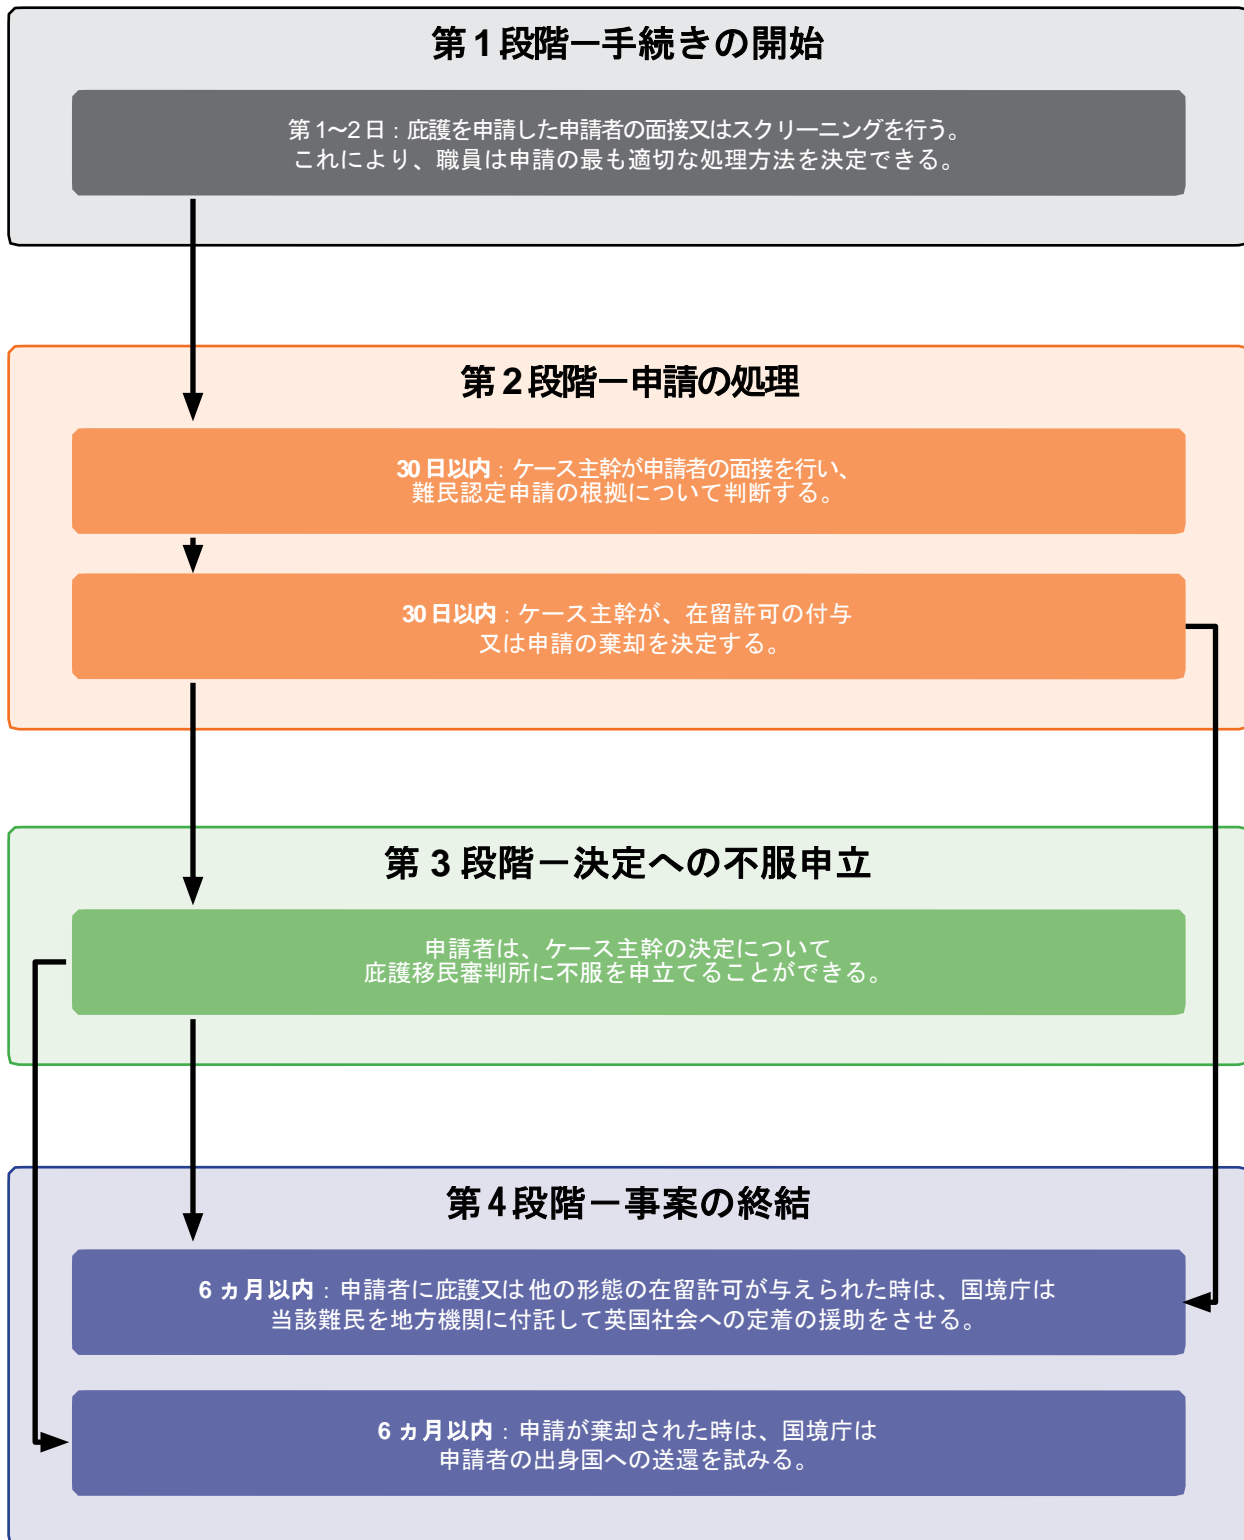 第1段階－手続きの開始
第1～2日：庇護を申請した申請者の面接又はスクリーニングを行う。
これにより、職員は申請の最も適切な処理方法を決定できる。
第2段階－申請の処理
30日以内：ケース主幹が申請者の面接を行い、
難民認定申請の根拠について判断する。
30日以内：ケース主幹が、在留許可の付与
又は申請の棄却を決定する。
第3段階－決定への不服申立
申請者は、ケース主幹の決定について
庇護移民審判所に不服を申立てることができる。
第4段階－事案の終結
6ヵ月以内：申請者に庇護又は他の形態の在留許可が与えられた時は、国境庁は
当該難民を地方機関に付託して英国社会への定着の援助をさせる。
6ヵ月以内：申請が棄却された時は、国境庁は
申請者の出身国への送還を試みる。